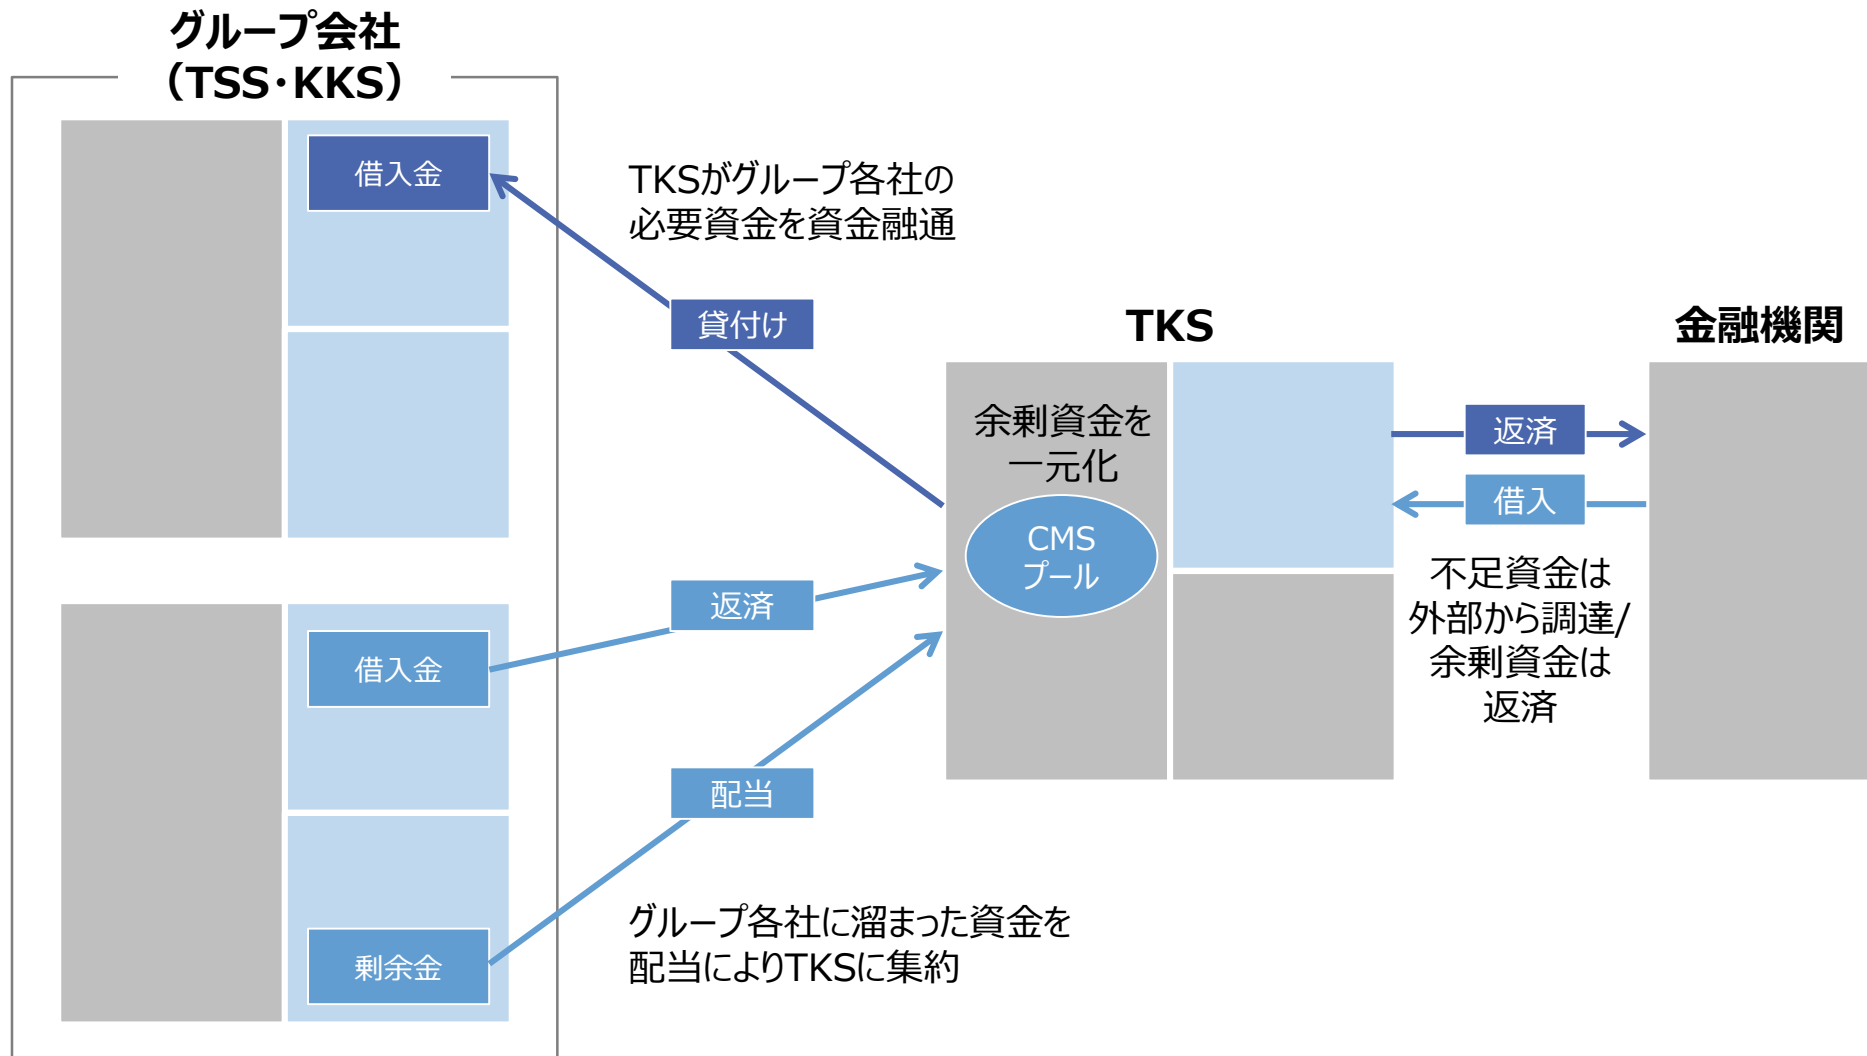 グループ会社
（TSS・KKS）
借入金
TKSがグループ各社の
必要資金を資金融通
貸付け
TKS
金融機関
余剰資金を
一元化
CMS
プール
返済
借入
不足資金は
外部から調達/
余剰資金は
返済
返済
借入金
配当
剰余金
グループ各社に溜まった資金を
配当によりTKSに集約